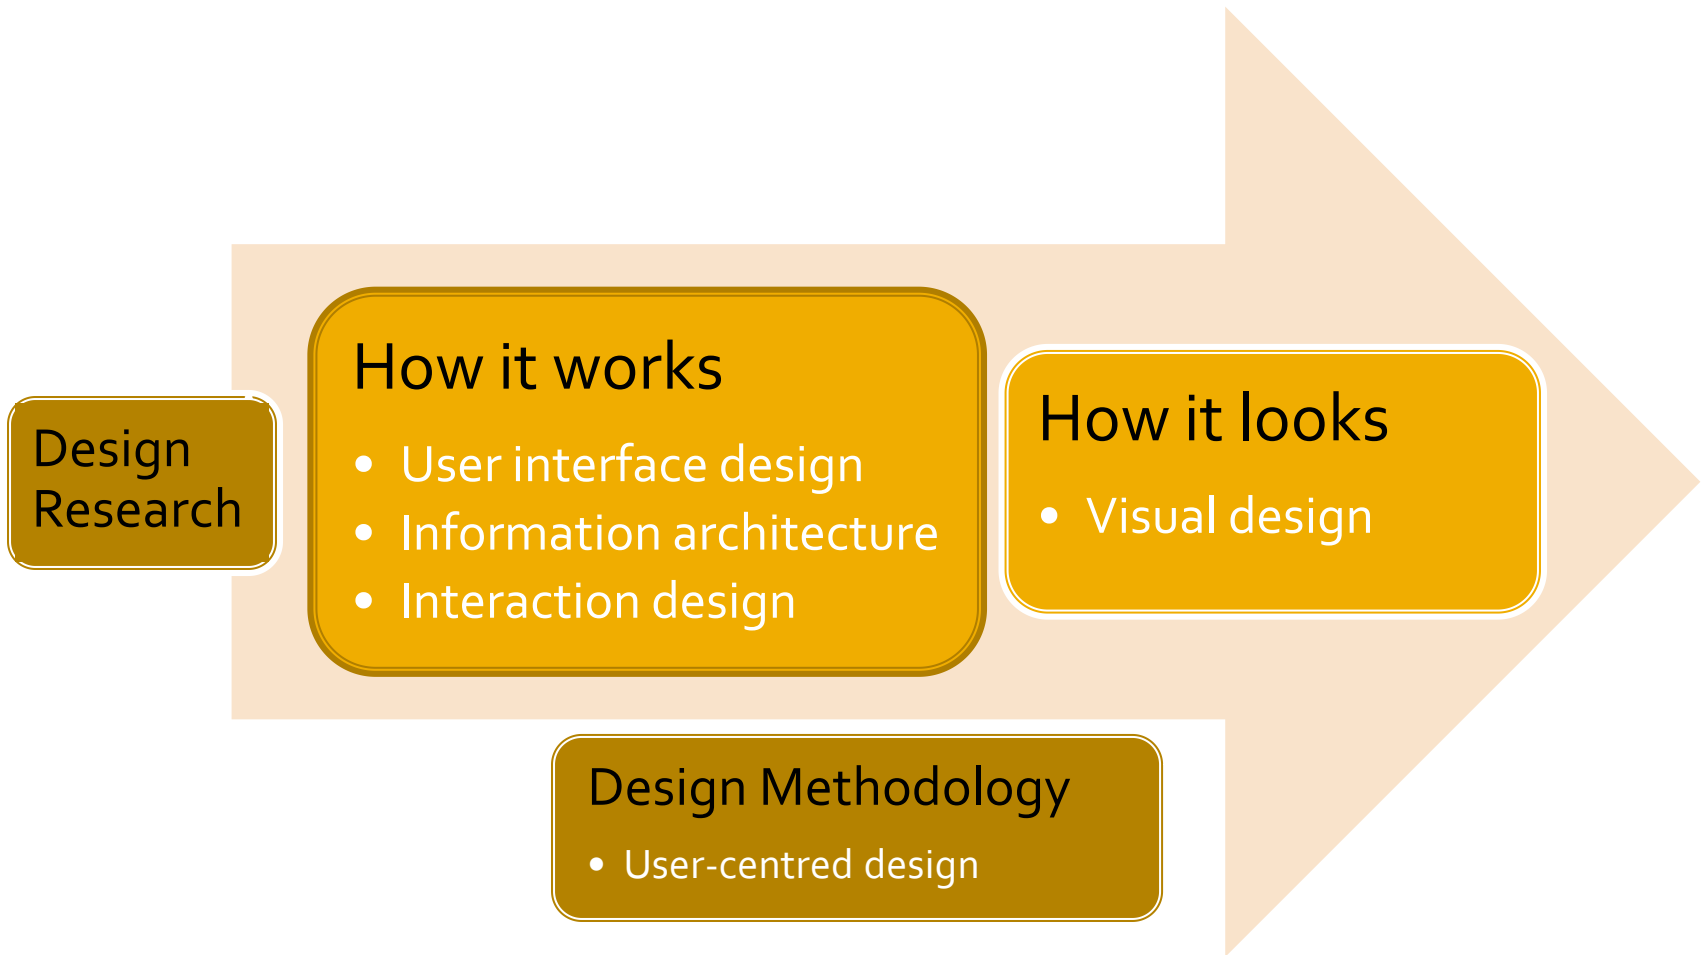 Design
Research
How it works
• User interface design
• Information architecture
• Interaction design
How it looks
• Visual design
Design Methodology
• User-centred design